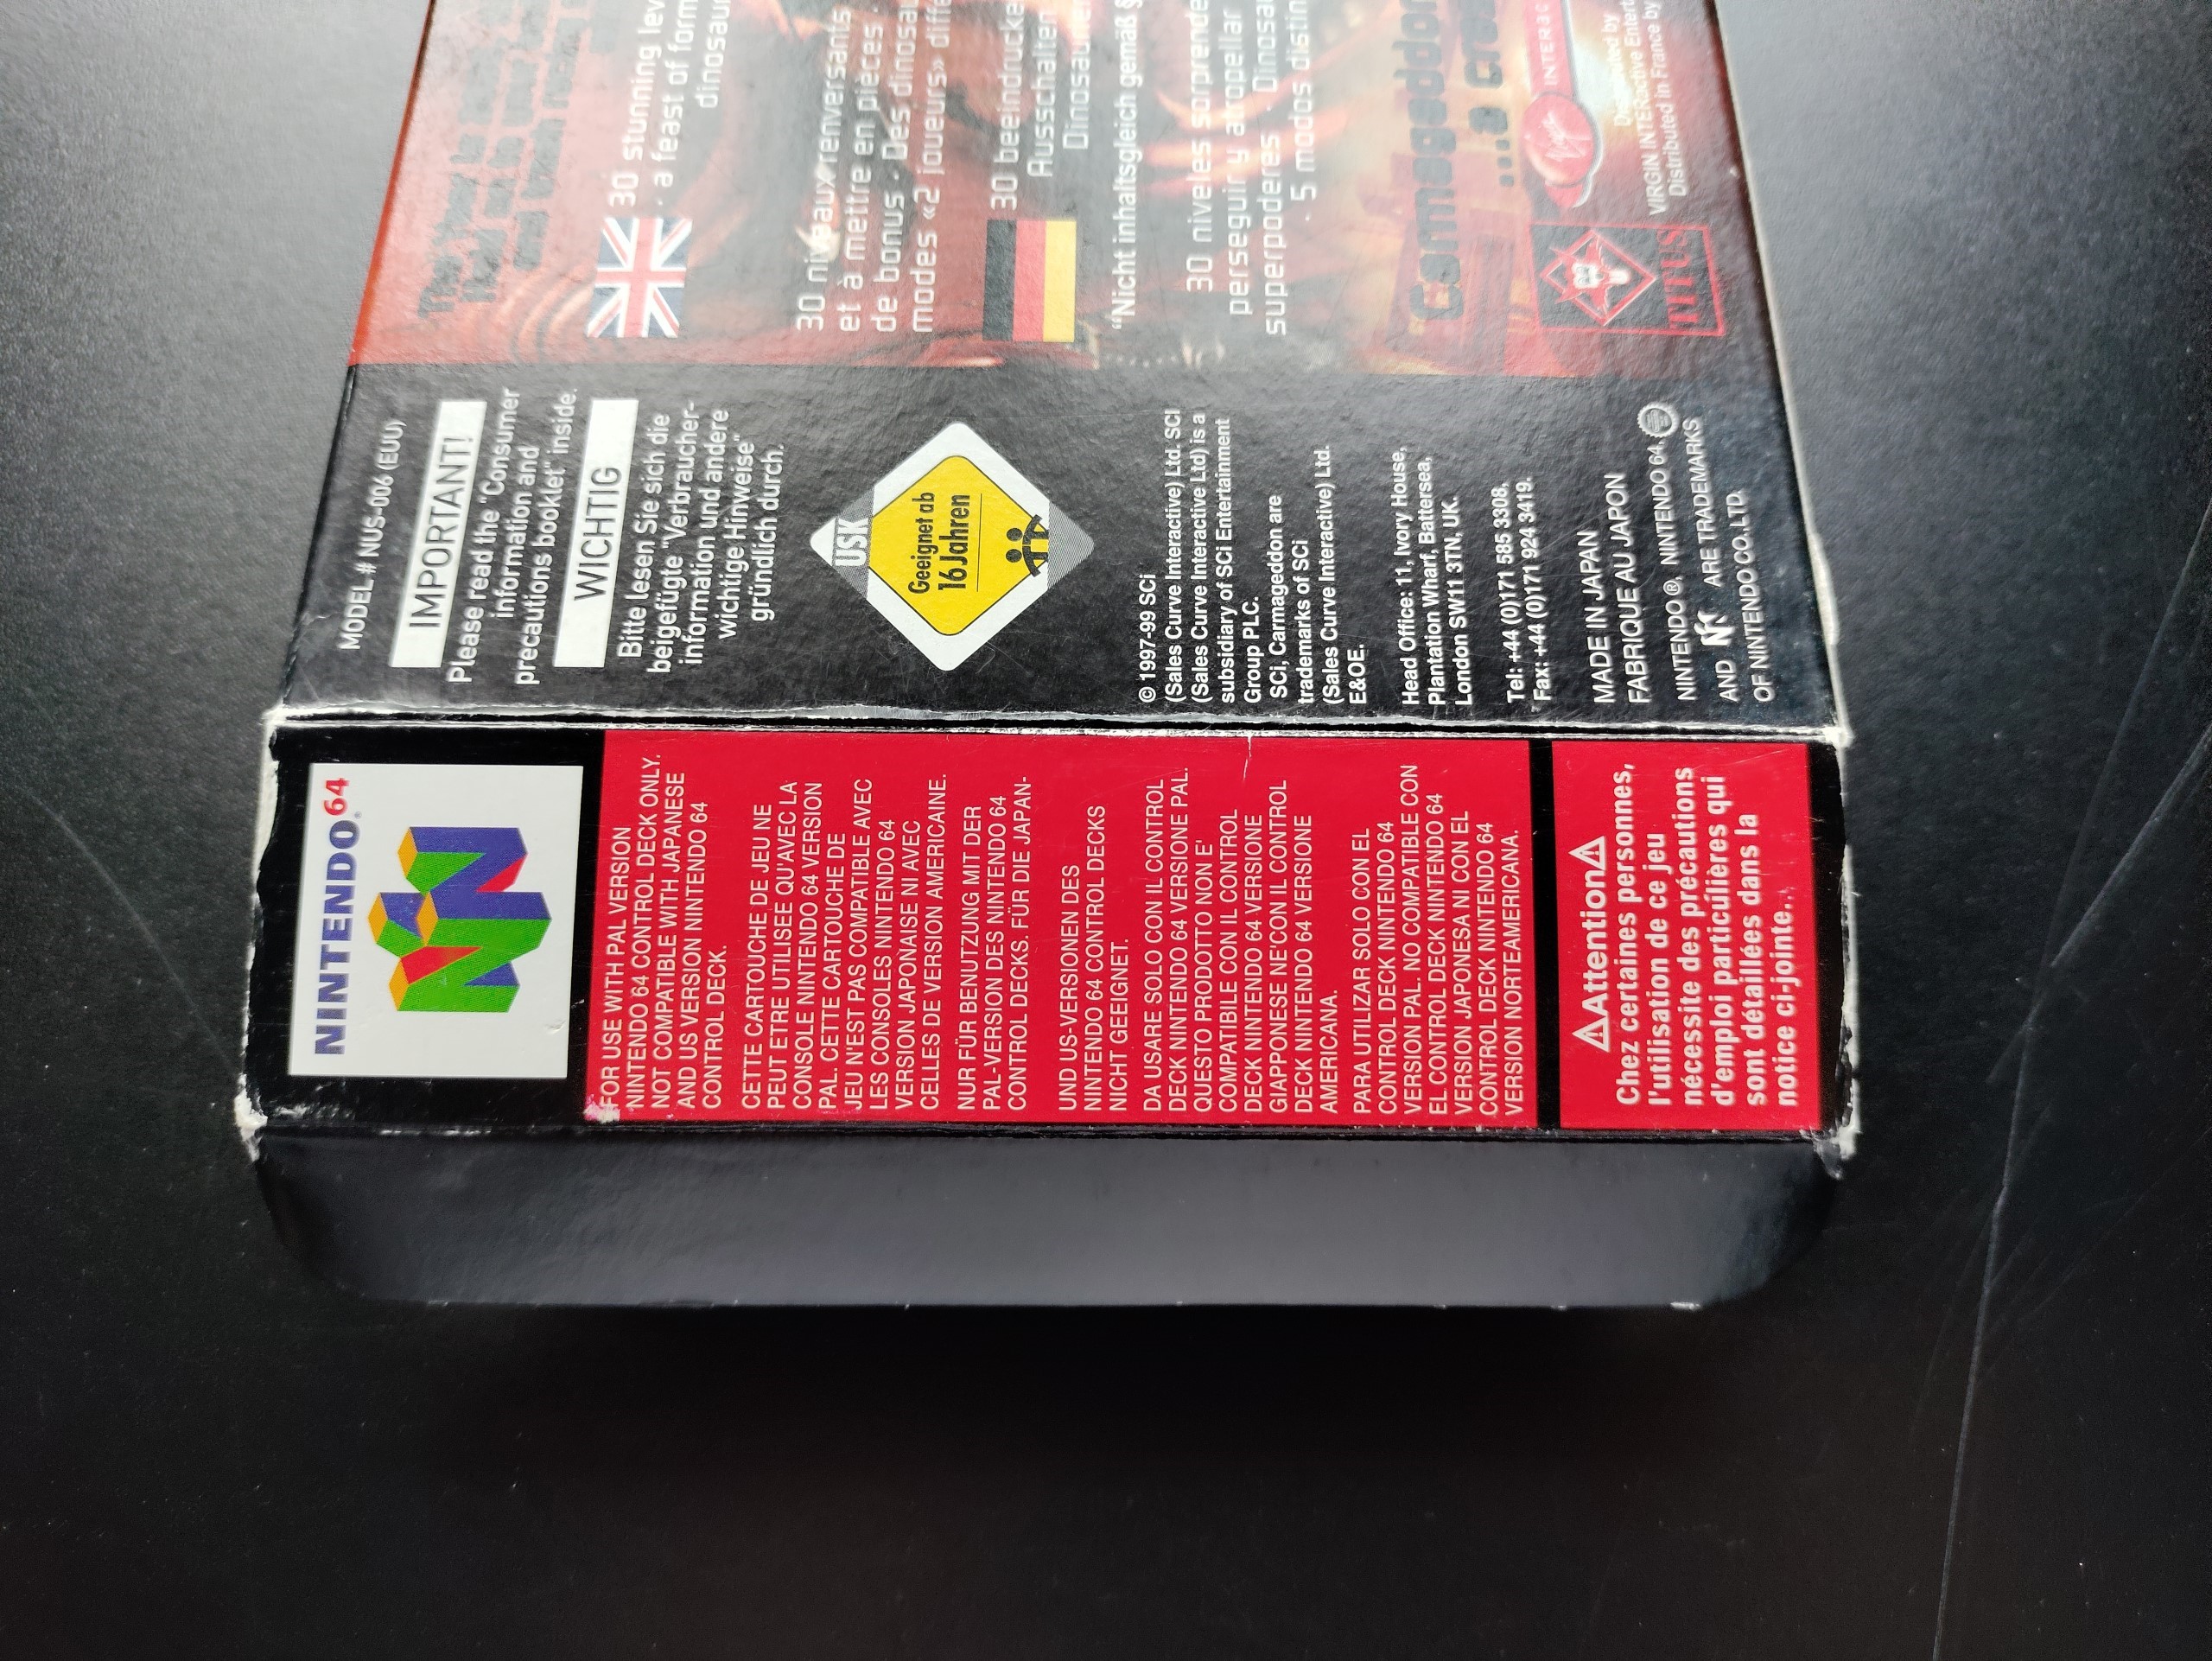 30 stunning
a feast of
dinosaur
30 niveaux renversants
et à mettre en pièces
de bonus . Des
modes «2 joueurs»
30
Ausschalten
"Nicht inhaltsgleich gemäß §
30 niveles
perseguir y atropellar
superpoderes .
. 5 modos
Carmageddon
...a
Virgin INTERAC
TITUS
Distributed by
VIRGIN INTERactive
Distributed in France by
MODEL # NUS-006 (EUU)
IMPORTANT!
Please read the "Consumer
information and
precautions booklet" inside.
WICHTIG
Bitte lesen Sie sich die
beigefügte "Verbraucher-
information und andere
wichtige Hinweise"
gründlich durch.
USK
Geeignet ab
16 Jahren
© 1997-99 SCi
(Sales Curve Interactive) Ltd. SCI
(Sales Curve Interactive Ltd) is a
subsidiary of SCi Entertainment
Group PLC.
SCi, Carmagedon are
trademarks of SCi
(Sales Curve Interactive) Ltd.
E&OE.
Head Office: 11, Ivory House,
Plantation Wharf, Battersea,
London SW11 3TN, UK.
Tel: +44 (0)171 585 3308,
Fax: +44 (0)171 924 3419.
MADE IN JAPAN
FABRIQUE AU JAPON
NINTENDO ®, NINTENDO 64,
AND ARE TRADEMARKS
OF NINTENDO CO.LTD.
NINTENDO 64
FOR USE WITH PAL VERSION
NINTENDO 64 CONTROL DECK ONLY.
NOT COMPATIBLE WITH JAPANESE
AND US VERSION NINTENDO 64
CONTROL DECK.
CETTE CARTOUCHE DE JEU NE
PEUT ETRE UTILISEE QU'AVEC LA
CONSOLE NINTENDO 64 VERSION
PAL. CETTE CARTOUCHE DE
JEU N'EST PAS COMPATIBLE AVEC
LES CONSOLES NINTENDO 64
VERSION JAPONAISE NI AVEC
CELLES DE VERSION AMERICAINE.
NUR FÜR BENUTZUNG MIT DER
PAL-VERSION DES NINTENDO 64
CONTROL DECKS. FÜR DIE JAPAN-
UND US-VERSIONEN DES
NINTENDO 64 CONTROL DECKS
NICHT GEEIGNET.
DA USARE SOLO CON IL CONTROL
DECK NINTENDO 64 VERSIONE PAL.
QUESTO PRODOTTO NON E'
COMPATIBILE CON IL CONTROL
DECK NINTENDO 64 VERSIONE
GIAPPONESE NE'CON IL CONTROL
DECK NINTENDO 64 VERSIONE
AMERICANA.
PARA UTILIZAR SOLO CON EL
CONTROL DECK NINTENDO 64
VERSION PAL. NO COMPATIBLE CON
EL CONTROL DECK NINTENDO 64
VERSION JAPONESA NI CON EL
CONTROL DECK NINTENDO 64
VERSION NORTEAMERICANA.
⚠Attention⚠
Chez certaines personnes,
l'utilisation de ce jeu
nécessite des précautions
d'emploi particulières qui
sont détaillées dans la
notice ci-jointe.